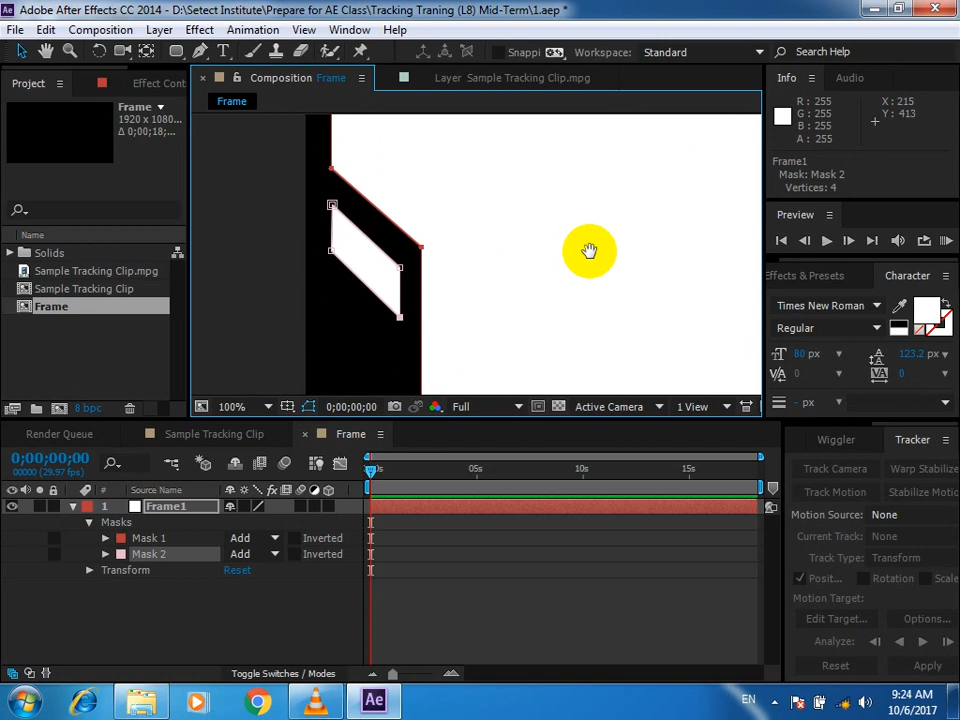 Adobe After Effects CC 2014 - D:\Setect Institute\Prepare for AE Class\Tracking Traning (L8) Mid-Term\1.aep *
File Edit Composition Layer Effect Animation View Window Help
Snappi Workspace: Standard Search Help
Project Effect Cont Composition Frame Layer Sample Tracking Clip.mpg Info Audio
Frame
1920 x 1080...
Δ 0;00;18;...
Frame
R : 255
G : 255
B : 255
A : 255
X : 215
Y : 413
Frame1
Mask: Mask 2
Vertices: 4
Preview
Name
Solids
Sample Tracking Clip.mpg
Sample Tracking Clip
Frame
Effects & Presets Character
Times New Roman
Regular
80 px 123.2 px
0 0
- px
8 bpc 100% 0;00;00;00 Full Active Camera 1 View
Render Queue Sample Tracking Clip Frame
Wiggler Tracker
0;00;00;00
00000 (29.97 fps)
0s 05s 10s 15s
# Source Name
1 Frame1
Masks
Mask 1 Add Inverted
Mask 2 Add Inverted
Transform Reset
Track Camera Warp Stabilize
Track Motion Stabilize Motio
Motion Source: None
Current Track: None
Track Type: Transform
Posit... Rotation Scale
Motion Target:
Edit Target... Options...
Analyze:
Reset Apply
Toggle Switches / Modes
Ae EN 9:24 AM
10/6/2017